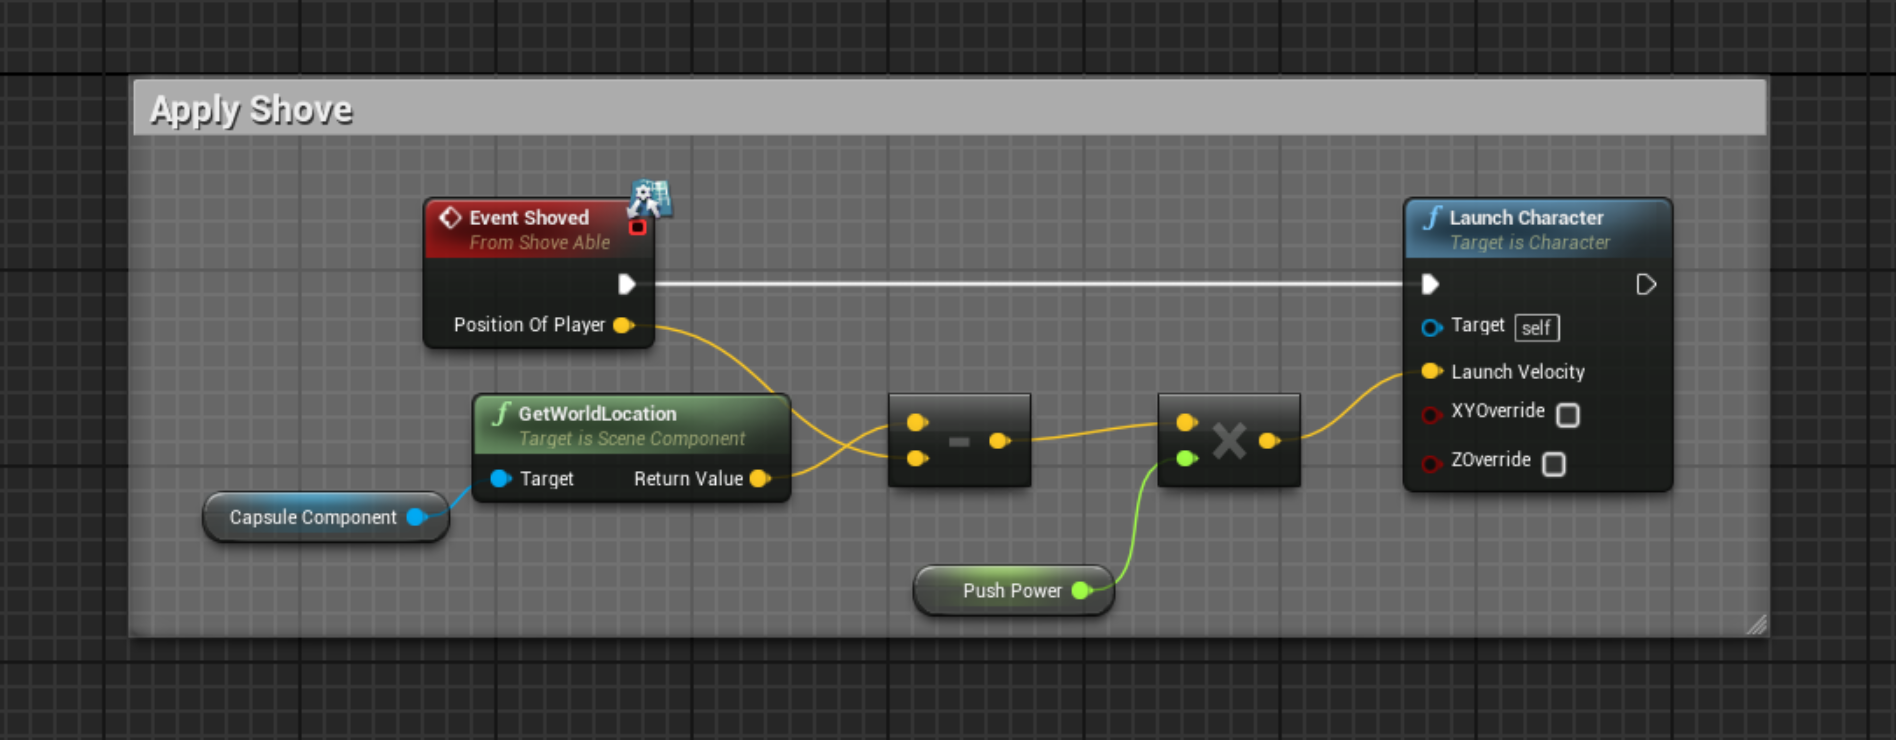 Apply Shove
Event Shoved
From Shove Able
Position Of Player
GetWorldLocation
Target is Scene Component
Target Return Value
Capsule Component
Push Power
Launch Character
Target is Character
Target self
Launch Velocity
XYOverride
ZOverride